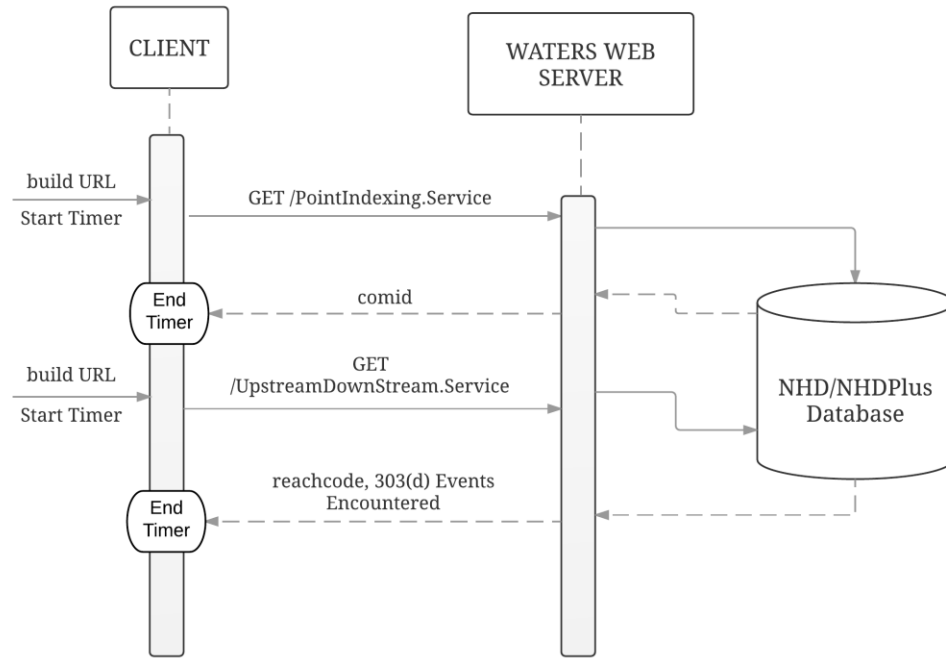 CLIENT
WATERS WEB
SERVER
build URL
Start Timer
GET /PointIndexing.Service
End
Timer
comid
build URL
Start Timer
GET
/UpstreamDownStream.Service
NHD/NHDPlus
Database
reachcode, 303(d) Events
Encountered
End
Timer